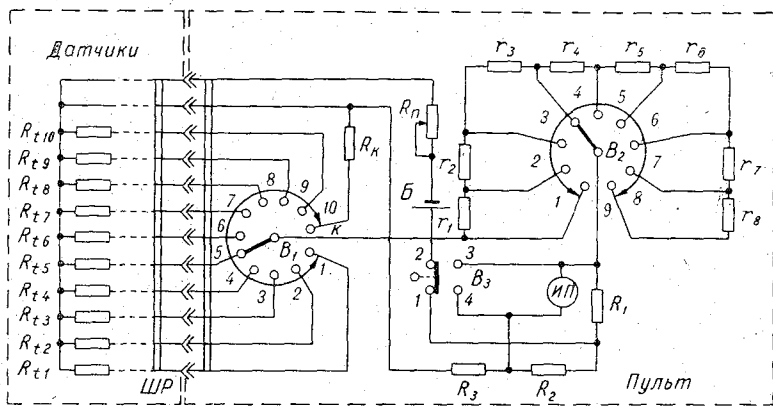 Датчики
r₃ r₄ r₅ r₆
Rₜ₁₀
Rₜ₉
Rₜ₈
Rₜ₇
Rₜ₆
Rₜ₅
Rₜ₄
Rₜ₃
Rₜ₂
Rₜ₁
ШР
7 8 9 10
6 B₁ К
5 4 3 2 1
Rₖ
Rп
Б
r₂
r₁
4
3 5
6
2 B₂ 7
1 9 8
r₇
r₈
2 3
B₃
1 4
ИП
R₁
R₃ R₂
Пульт